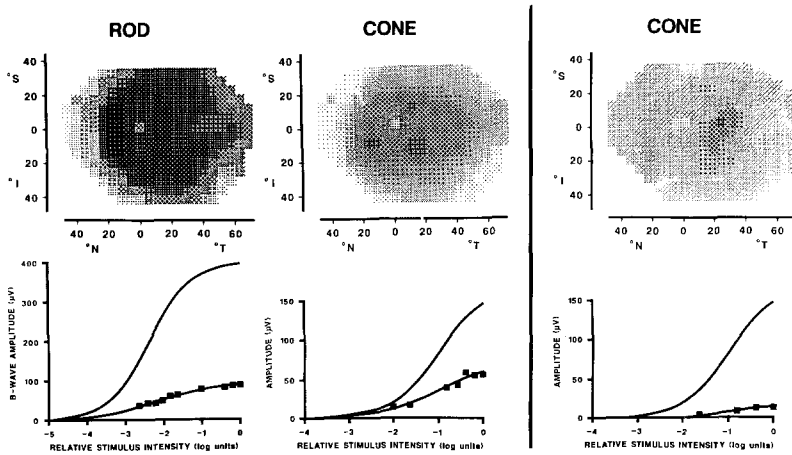 ROD
CONE
CONE
40
°S
20
0
20
°I
40
40
20
0
20
40
60
°N
°T
40
°S
20
0
20
°I
40
40
20
0
20
40
60
°N
°T
40
°S
20
0
20
°I
40
40
20
0
20
40
60
°N
°T
B-WAVE AMPLITUDE (µV)
400
300
200
100
0
-5
-4
-3
-2
-1
0
RELATIVE STIMULUS INTENSITY (log units)
AMPLITUDE (µV)
150
100
50
0
-4
-3
-2
-1
0
RELATIVE STIMULUS INTENSITY (log units)
AMPLITUDE (µV)
150
100
50
0
-4
-3
-2
-1
0
RELATIVE STIMULUS INTENSITY (log units)